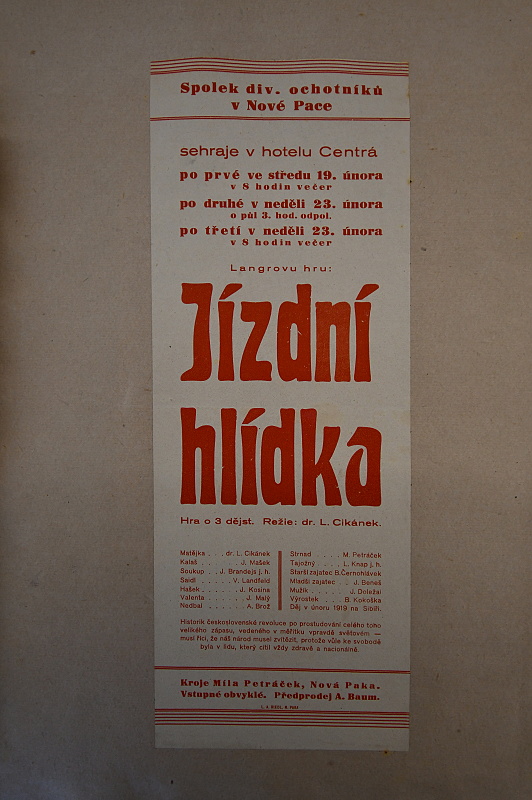 Spolek div. ochotníků
v Nové Pace
sehraje v hotelu Centrá
po prvé ve středu 19. února
v 8 hodin večer
po druhé v neděli 23. února
o půl 3. hod. odpol.
po třetí v neděli 23. února
v 8 hodin večer
Langrovu hru:
Jízdní
hlídka
Hra o 3 dějst. Režie: dr. L. Cikánek.
Matějka . . . dr. L. Cikánek
Kalaš . . . . . J. Mašek
Soukup . . J. Brandejs j. h.
Saidl . . . . . V. Landfeld
Hašek . . . . . J. Kosina
Valenta . . . . . J. Malý
Nedbal . . . . . A. Brož
Strnad . . . M. Petráček
Tajožný . . . L. Knap j. h.
Starší zajatec B. Černohlávek
Mladší zajatec . . J. Beneš
Mužik . . . . . J. Doležal
Výrostek . . . B. Kokoška
Děj v únoru 1919 na Sibiři.
Historik československé revoluce po prostudování celého toho
velikého zápasu, vedeného v měřítku vpravdě světovém —
musí říci, že náš národ musel zvítězit, protože vůle ke svobodě
byla v lidu, který cítil vždy zdravě a nacionálně.
Kroje Míla Petráček, Nová Paka.
Vstupné obvyklé. Předprodej A. Baum.